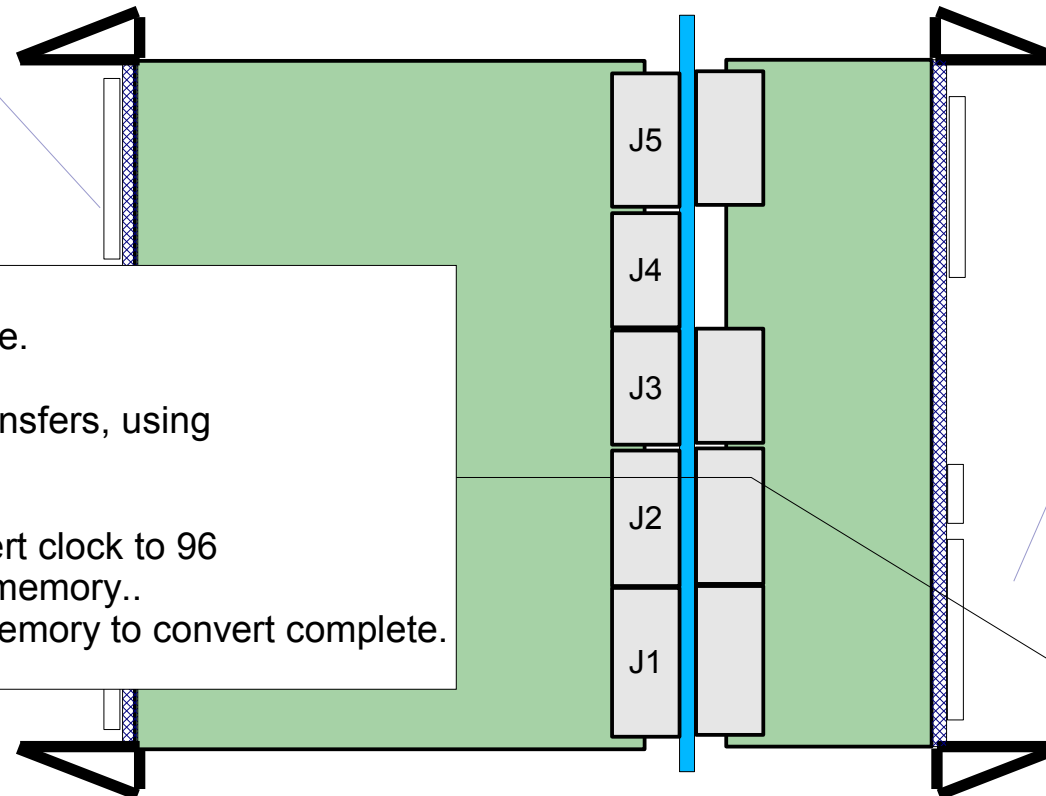 J5
J4
e.
J3
nsfers, using
J2
ert clock to 96
memory..
emory to convert complete.
J1